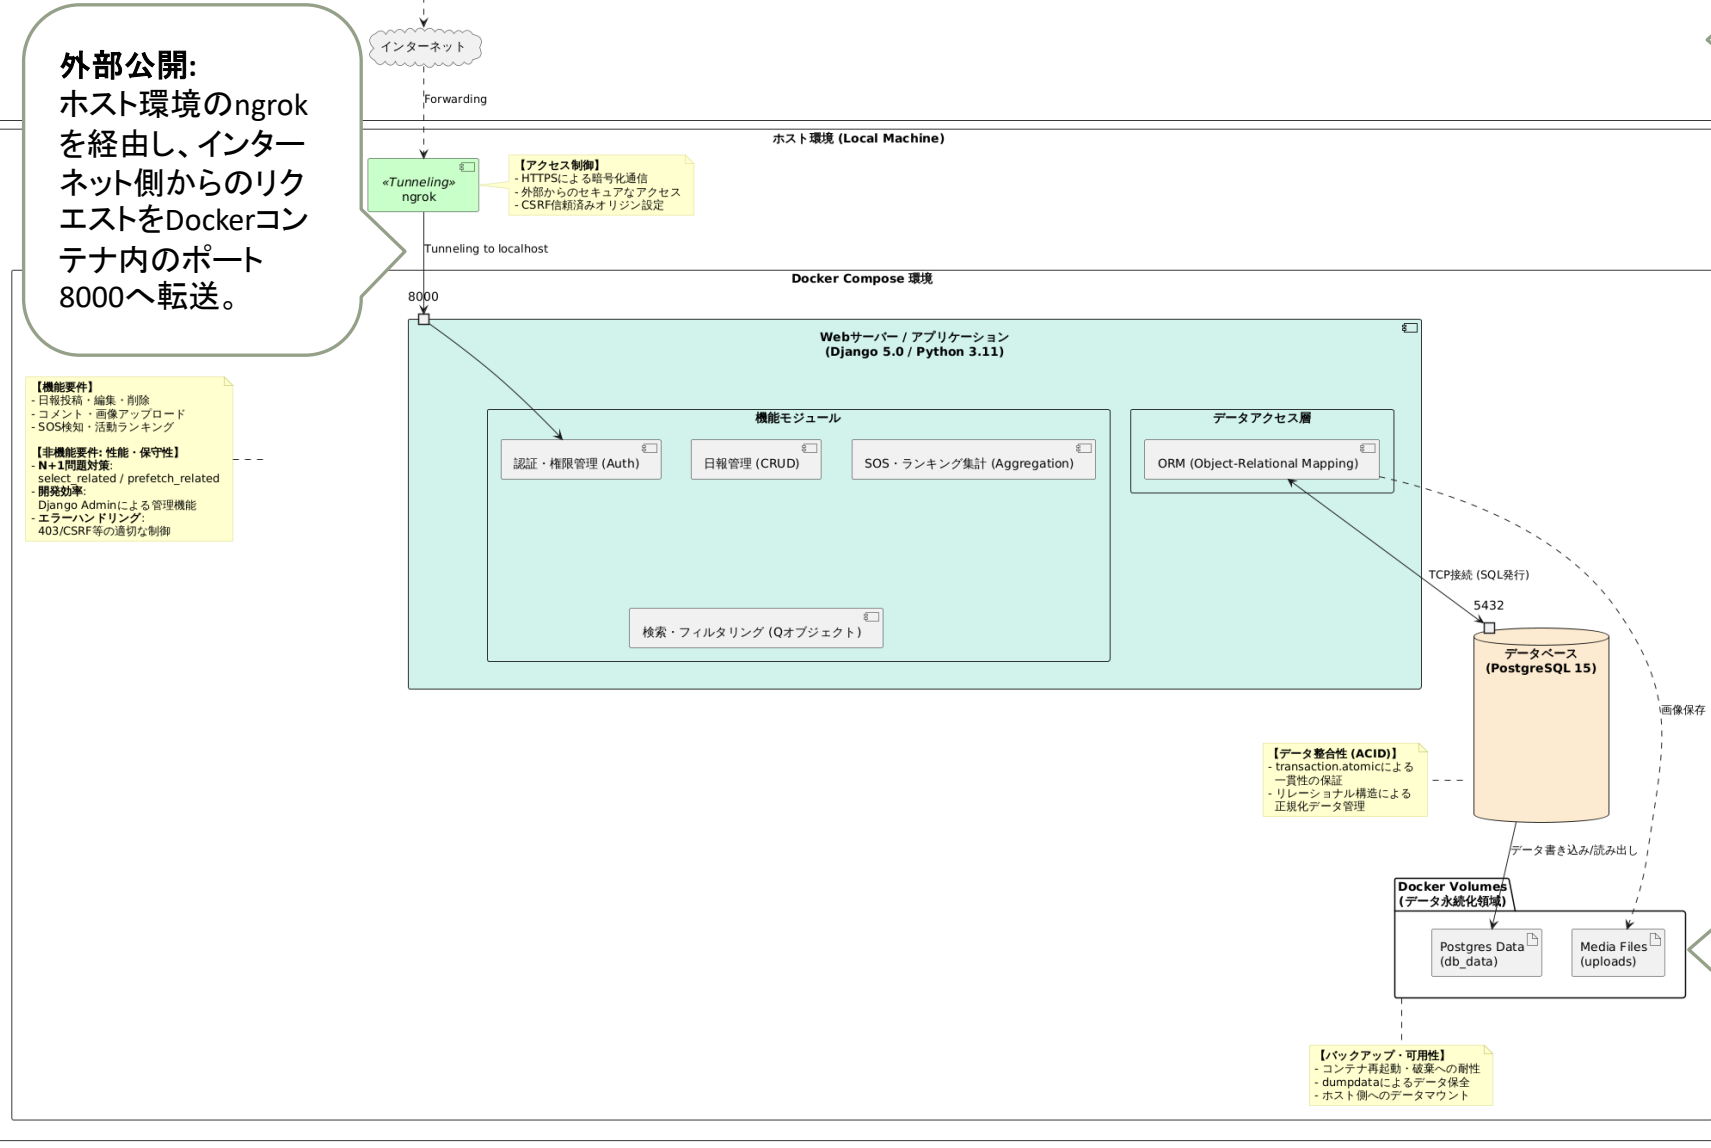 外部公開:
ホスト環境のngrok
を経由し、インター
ネット側からのリク
エストをDockerコン
テナ内のポート
8000へ転送。
インターネット
Forwarding
ホスト環境 (Local Machine)
«Tunneling»
ngrok
【アクセス制御】
- HTTPSによる暗号化通信
- 外部からのセキュアなアクセス
- CSRF信頼済みオリジン設定
Tunneling to localhost
Docker Compose 環境
8000
Webサーバー / アプリケーション
(Django 5.0 / Python 3.11)
【機能要件】
- 日報投稿・編集・削除
- コメント・画像アップロード
- SOS検知・活動ランキング
【非機能要件: 性能・保守性】
- N+1問題対策:
select_related / prefetch_related
- 開発効率:
Django Adminによる管理機能
- エラーハンドリング:
403/CSRF等の適切な制御
機能モジュール
認証・権限管理 (Auth)
日報管理 (CRUD)
SOS・ランキング集計 (Aggregation)
検索・フィルタリング (Qオブジェクト)
データアクセス層
ORM (Object-Relational Mapping)
TCP接続 (SQL発行)
5432
データベース
(PostgreSQL 15)
画像保存
【データ整合性 (ACID)】
- transaction.atomicによる
一貫性の保証
- リレーショナル構造による
正規化データ管理
データ書き込み/読み出し
Docker Volumes
(データ永続化領域)
Postgres Data
(db_data)
Media Files
(uploads)
【バックアップ・可用性】
- コンテナ再起動・破棄への耐性
- dumpdataによるデータ保全
- ホスト側へのデータマウント